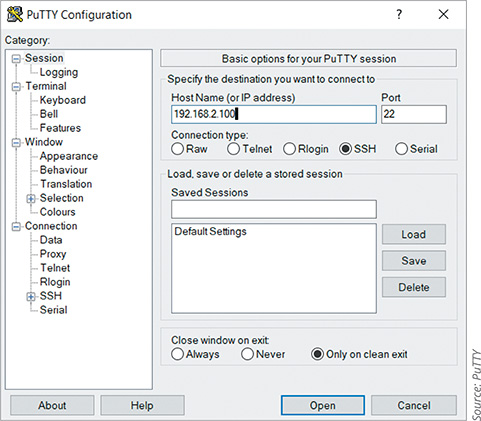 PuTTY Configuration
?
Category:
Session
Logging
Terminal
Keyboard
Bell
Features
Window
Appearance
Behaviour
Translation
Selection
Colours
Connection
Data
Proxy
Telnet
Rlogin
SSH
Serial
Basic options for your PuTTY session
Specify the destination you want to connect to
Host Name (or IP address) Port
192.168.2.100 22
Connection type:
Raw Telnet Rlogin SSH Serial
Load, save or delete a stored session
Saved Sessions
Default Settings
Load
Save
Delete
Close window on exit:
Always Never Only on clean exit
About Help Open Cancel
Source: PuTTY